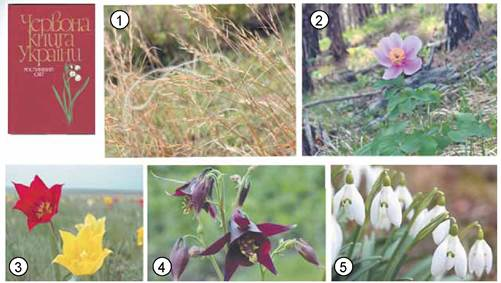 Червона
книга
України
РОСЛИННИЙ
СВІТ
1
2
3
4
5